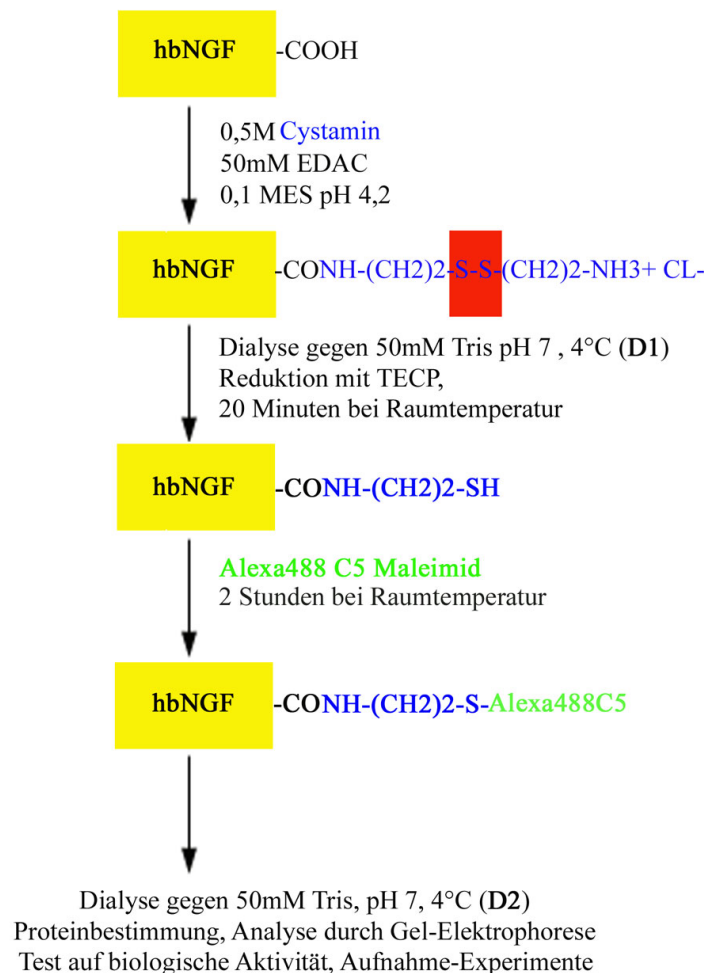 hbNGF -COOH
0,5M Cystamin
50mM EDAC
0,1 MES pH 4,2
hbNGF -CONH-(CH2)2-S-S-(CH2)2-NH3+ CL-
Dialyse gegen 50mM Tris pH 7 , 4°C (D1)
Reduktion mit TECP,
20 Minuten bei Raumtemperatur
hbNGF -CONH-(CH2)2-SH
Alexa488 C5 Maleimid
2 Stunden bei Raumtemperatur
hbNGF -CONH-(CH2)2-S-Alexa488C5
Dialyse gegen 50mM Tris, pH 7, 4°C (D2)
Proteinbestimmung, Analyse durch Gel-Elektrophorese
Test auf biologische Aktivität, Aufnahme-Experimente